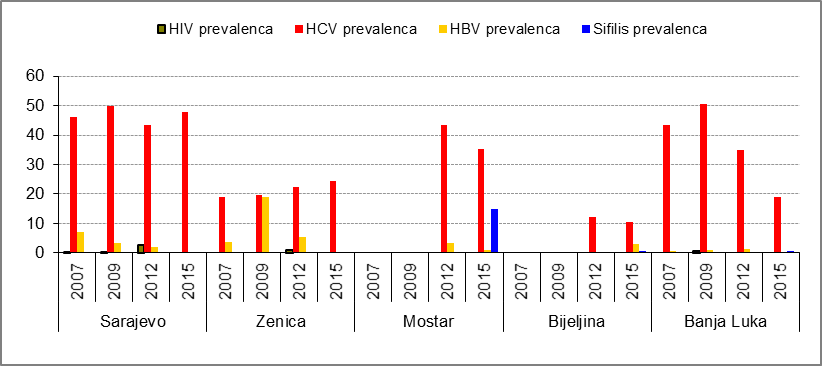 HIV prevalenca HCV prevalenca HBV prevalenca Sifilis prevalenca
60
50
40
30
20
10
0
2007 2009 2012 2015 2007 2009 2012 2015 2007 2009 2012 2015 2007 2009 2012 2015 2007 2009 2012 2015
Sarajevo Zenica Mostar Bijeljina Banja Luka